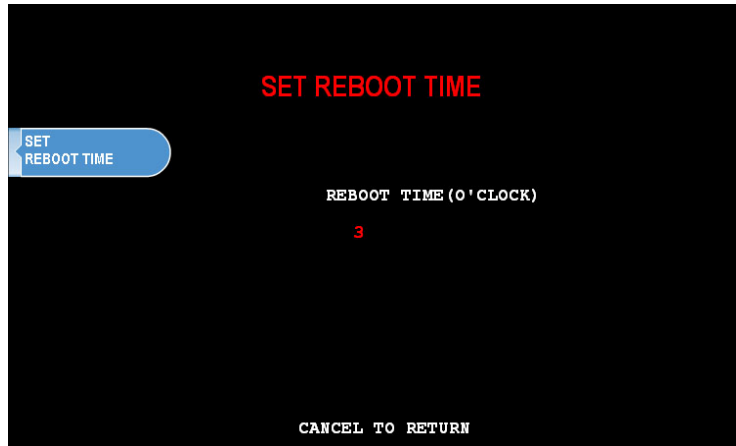 SET REBOOT TIME
SET
REBOOT TIME
REBOOT TIME(O'CLOCK)
3
CANCEL TO RETURN